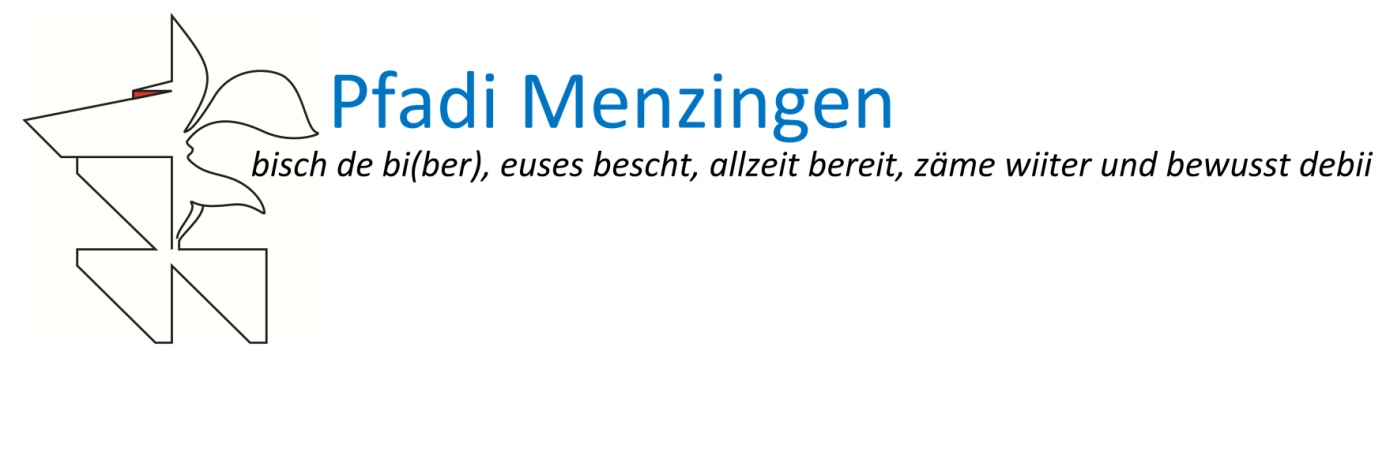 Pfadi Menzingen
bisch de bi(ber), euses bescht, allzeit bereit, zäme wiiter und bewusst debii